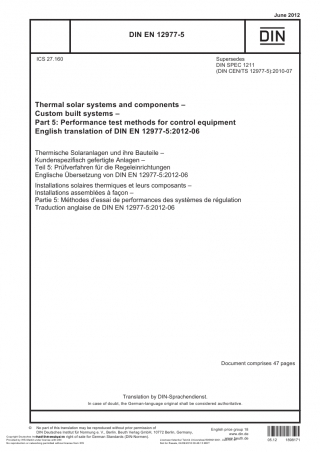 June 2012
DIN EN 12977-5
DIN
ICS 27.160
Supersedes
DIN SPEC 1211
(DIN CEN/TS 12977-5):2010-07
Thermal solar systems and components –
Custom built systems –
Part 5: Performance test methods for control equipment
English translation of DIN EN 12977-5:2012-06
Thermische Solaranlagen und ihre Bauteile –
Kundenspezifisch gefertigte Anlagen –
Teil 5: Prüfverfahren für die Regeleinrichtungen
Englische Übersetzung von DIN EN 12977-5:2012-06
Installations solaires thermiques et leurs composants –
Installations assemblées à façon –
Partie 5: Méthodes d'essai de performances des systèmes de régulation
Traduction anglaise de DIN EN 12977-5:2012-06
Document comprises 47 pages
Translation by DIN-Sprachendienst.
In case of doubt, the German-language original shall be considered authoritative.
© No part of this translation may be reproduced without prior permission of
DIN Deutsches Institut für Normung e. V., Berlin. Beuth Verlag GmbH, 10772 Berlin, Germany,
right of sale for German Standards (DIN-Normen).
English price group 18
www.din.de
www.beuth.de